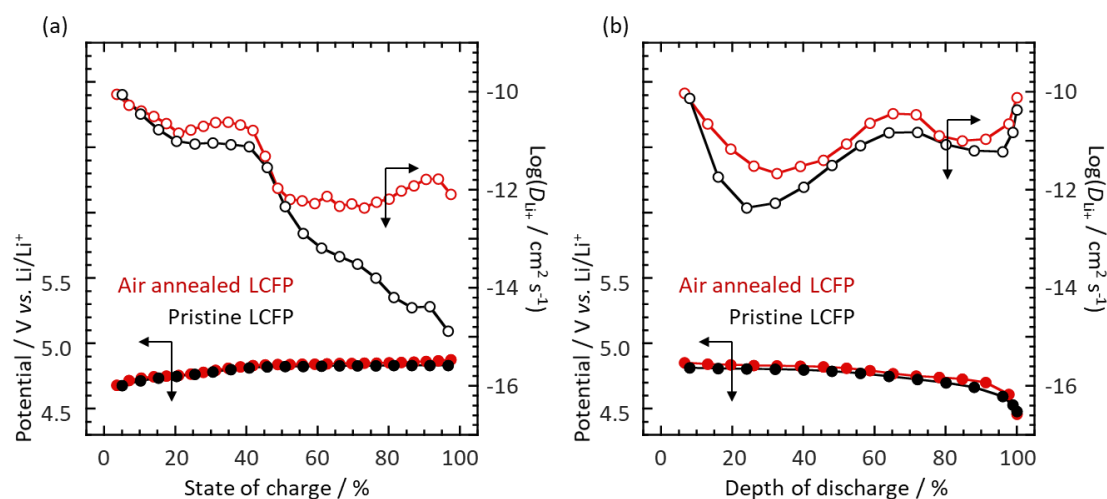 (a)
Potential / V vs. Li/Li⁺
5.5
5.0
4.5
Air annealed LCFP
Pristine LCFP
-10
-12
-14
-16
Log(D_Li+ / cm² s⁻¹)
0 20 40 60 80 100
State of charge / %
(b)
Potential / V vs. Li/Li⁺
5.5
5.0
4.5
Air annealed LCFP
Pristine LCFP
-10
-12
-14
-16
Log(D_Li+ / cm² s⁻¹)
0 20 40 60 80 100
Depth of discharge / %